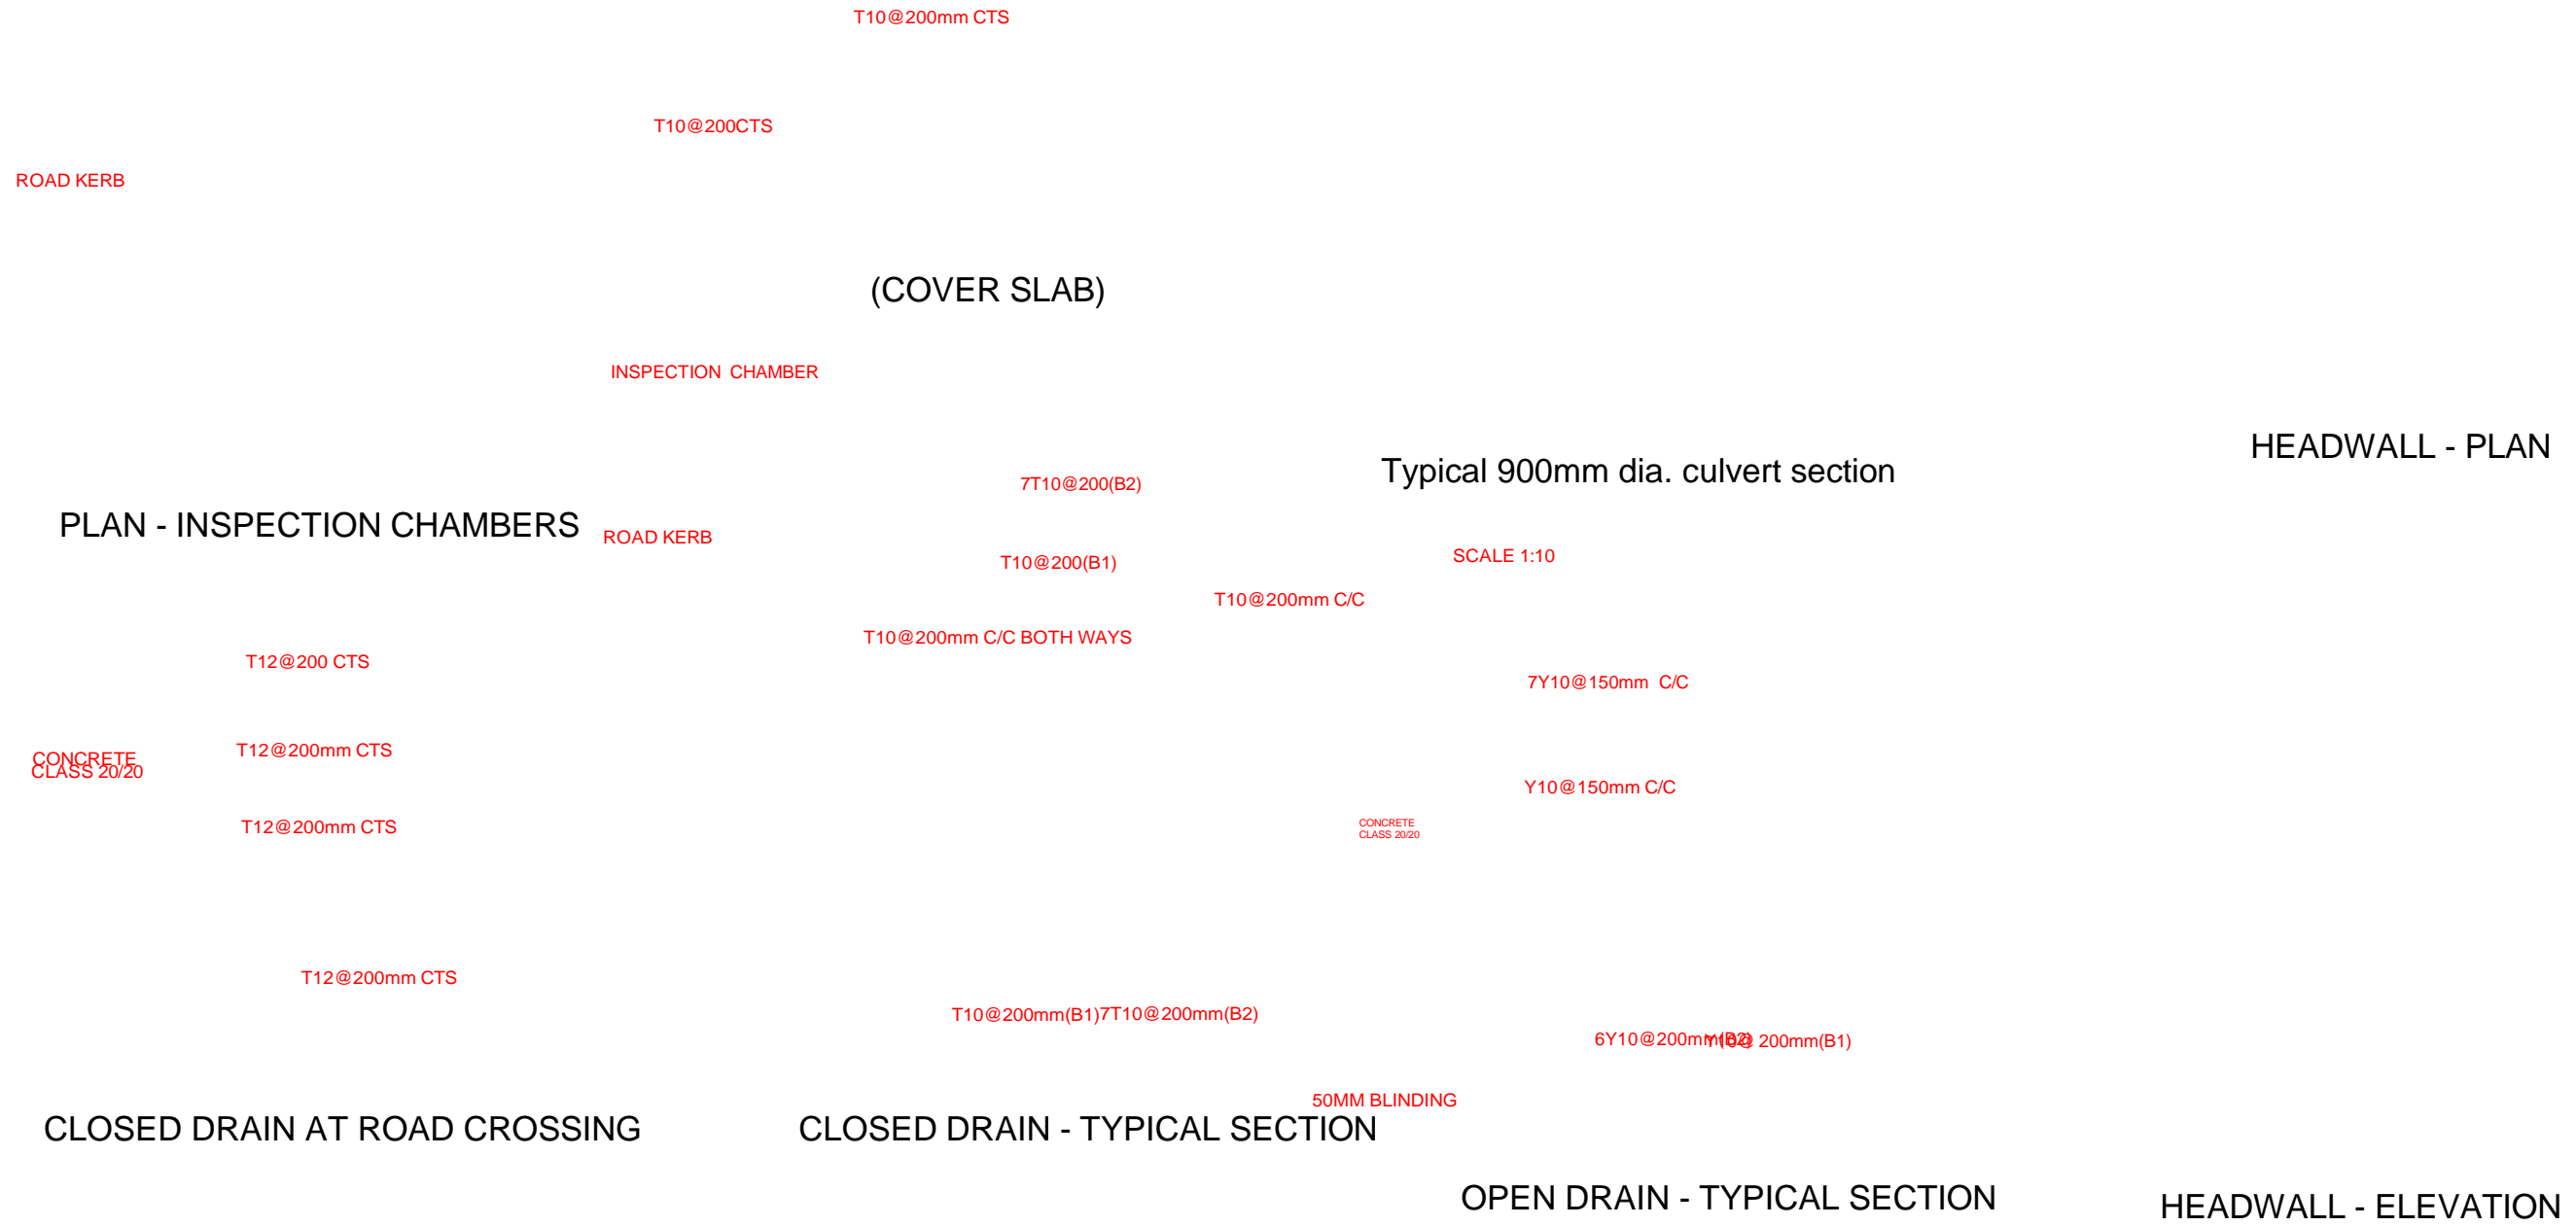 T10@200mm CTS
T10@200CTS
ROAD KERB
(COVER SLAB)
INSPECTION  CHAMBER
HEADWALL - PLAN
Typical 900mm dia. culvert section
7T10@200(B2)
PLAN - INSPECTION CHAMBERS
ROAD KERB
SCALE 1:10
T10@200(B1)
T10@200mm C/C
T10@200mm C/C BOTH WAYS
T12@200 CTS
7Y10@150mm  C/C
T12@200mm CTS
CONCRETE
CLASS 20/20
Y10@150mm C/C
T12@200mm CTS
CONCRETE
CLASS 20/20
T12@200mm CTS
T10@200mm(B1)
7T10@200mm(B2)
6Y10@200mm(B2)
Y10@ 200mm(B1)
50MM BLINDING
CLOSED DRAIN AT ROAD CROSSING
CLOSED DRAIN - TYPICAL SECTION
OPEN DRAIN - TYPICAL SECTION
HEADWALL - ELEVATION